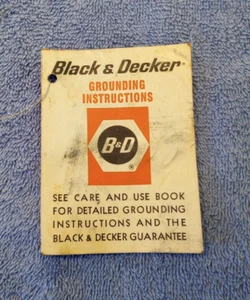 Black & Decker®
GROUNDING
INSTRUCTIONS
B&D
®
SEE CARE AND USE BOOK
FOR DETAILED GROUNDING
INSTRUCTIONS AND THE
BLACK & DECKER GUARANTEE